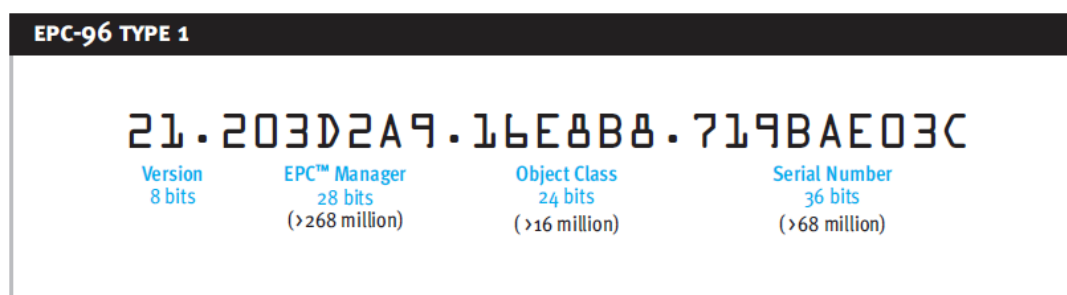 EPC-96 TYPE 1
21.203D2A9.16E8B8.719BAE03C
Version EPC™ Manager Object Class Serial Number
8 bits 28 bits 24 bits 36 bits
(>268 million) (>16 million) (>68 million)